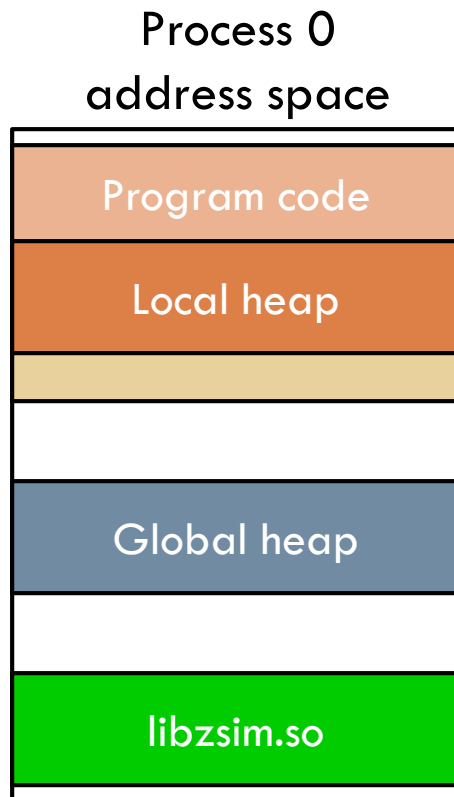 Process 0
address space
Program code
Local heap
Global heap
libzsim.so